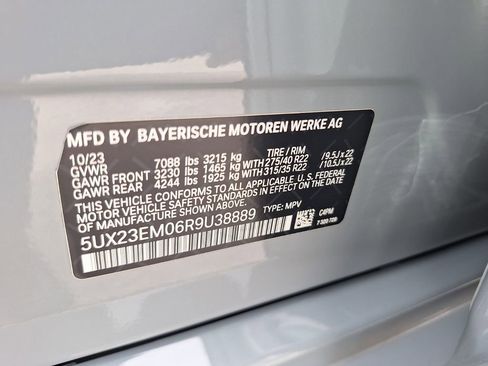 MFD BY BAYERISCHE MOTOREN WERKE AG
10/23 TIRE / RIM
GVWR 7088 lbs 3215 kg
GAWR FRONT 3230 lbs 1465 kg WITH 275/40 R22 /9.5J x 22
GAWR REAR 4244 lbs 1925 kg WITH 315/35 R22 /10.5J x 22
THIS VEHICLE CONFORMS TO ALL APPLICABLE U.S. FEDERAL
MOTOR VEHICLE SAFETY STANDARDS IN EFFECT ON THE DATE
OF MANUFACTURE SHOWN ABOVE.
5UX23EM06R9U38889 TYPE: MPV
C4PM